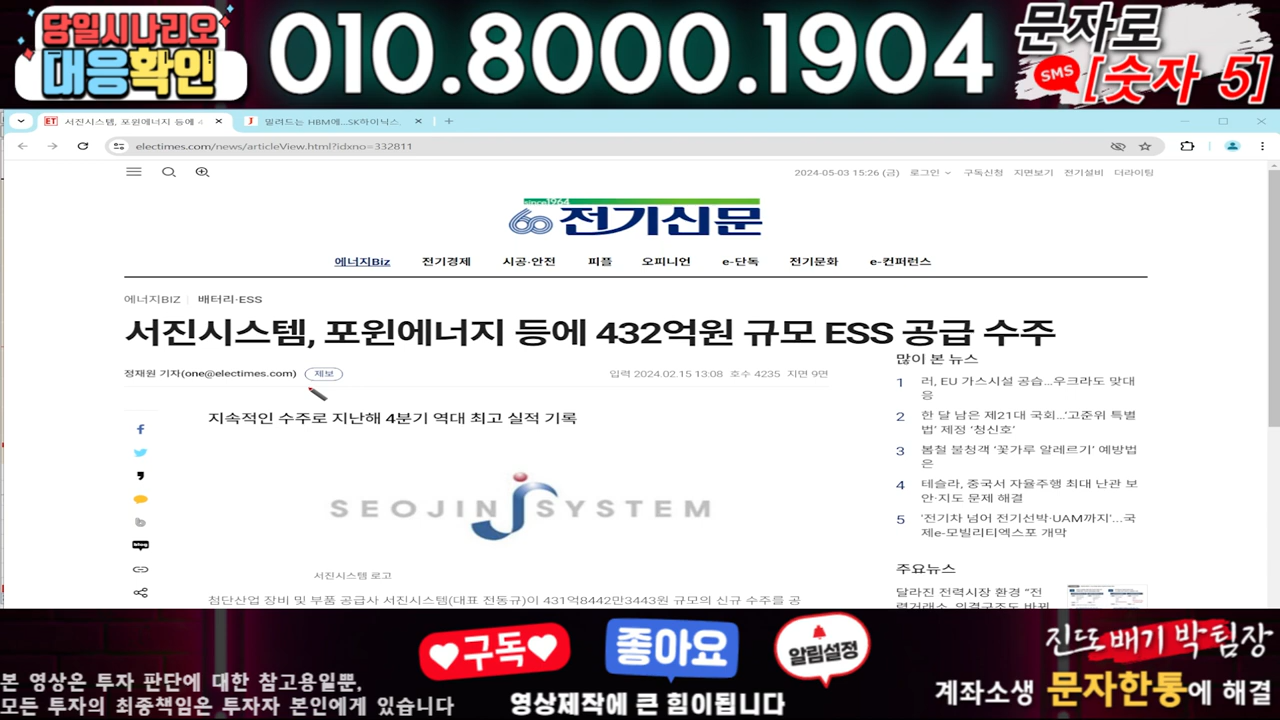 당일시나리오
대응확인
010.8000.1904
문자로
SMS
[숫자 5]
ET 서진시스템, 포윈에너지 등에 4
J 밀려드는 HBM에...SK하이닉스
electimes.com/news/articleView.html?idxno=332811
2024-05-03 15:26 (금) 로그인 구독신청 지면보기 전기설비 더라이팅
since1964
60 전기신문
에너지Biz 전기경제 시공·안전 피플 오피니언 e-단독 전기문화 e-컨퍼런스
에너지BIZ 배터리·ESS
서진시스템, 포윈에너지 등에 432억원 규모 ESS 공급 수주
정재원 기자(one@electimes.com) 제보
입력 2024.02.15 13:08 호수 4235 지면 9면
지속적인 수주로 지난해 4분기 역대 최고 실적 기록
SEOJIN SYSTEM
서진시스템 로고
첨단산업 장비 및 부품 공급사 서진시스템(대표 전동규)이 431억8442만3443원 규모의 신규 수주를 공
blog
많이 본 뉴스
1 러, EU 가스시설 공습…우크라도 맞대
응
2 한 달 남은 제21대 국회…'고준위 특별
법' 제정 '청신호'
3 봄철 불청객 '꽃가루 알레르기' 예방법
은
4 테슬라, 중국서 자율주행 최대 난관 보
안·지도 문제 해결
5 '전기차 넘어 전기선박·UAM까지'…국
제e-모빌리티엑스포 개막
주요뉴스
달라진 전력시장 환경 "전
력거래소, 의결구조도 바뀌
구독
좋아요
알림설정
영상제작에 큰 힘이됩니다
본 영상은 투자 판단에 대한 참고용일뿐,
모든 투자의 최종책임은 투자자 본인에게 있습니다
진또배기 박팀장
계좌소생 문자한통에 해결